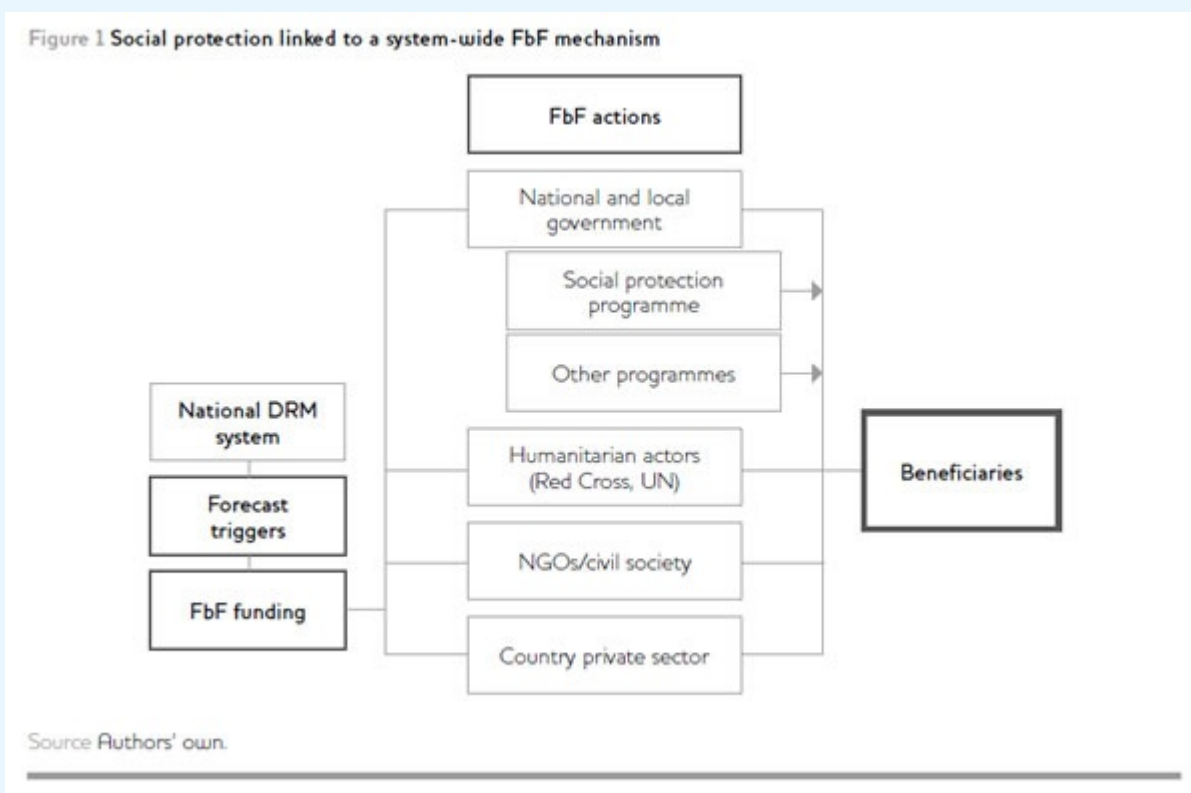 Figure 1 Social protection linked to a system-wide FbF mechanism
FbF actions
National and local
government
Social protection
programme
Other programmes
National DRM
system
Humanitarian actors
(Red Cross, UN)
Beneficiaries
Forecast
triggers
NGOs/civil society
FbF funding
Country private sector
Source Authors' own.